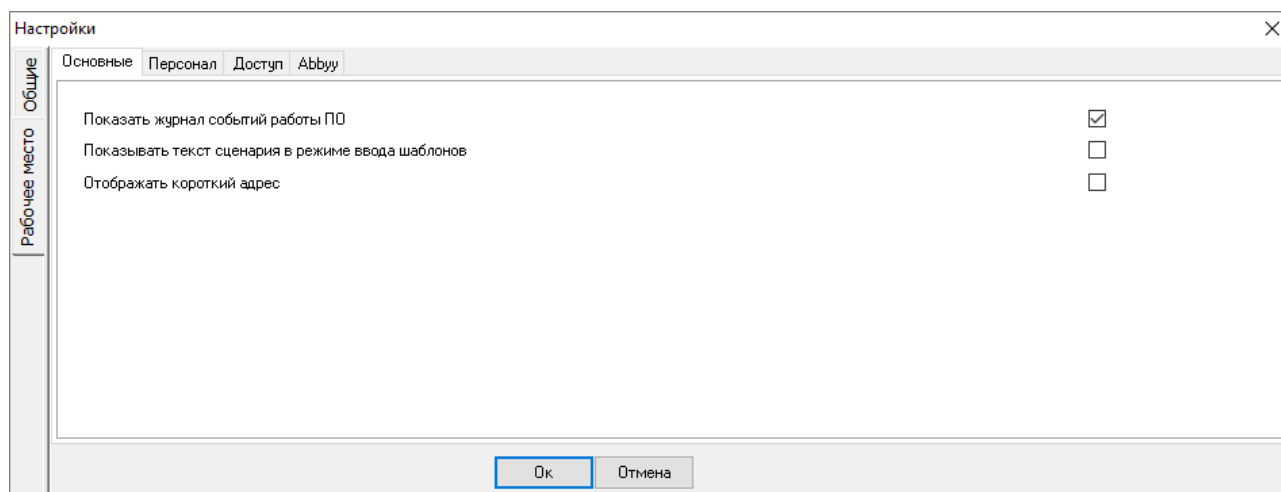 Настройки
Общие
Рабочее место
Основные Персонал Доступ Abbyy
Показать журнал событий работы ПО
Показывать текст сценария в режиме ввода шаблонов
Отображать короткий адрес
Ок Отмена